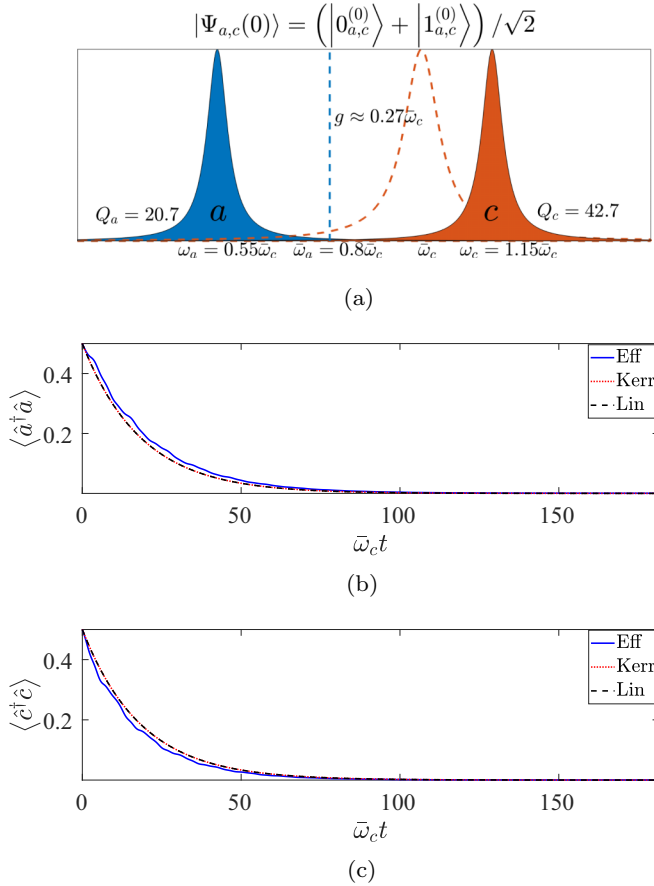 |Ψ_{a,c}(0)⟩ = (|0_{a,c}^{(0)}⟩ + |1_{a,c}^{(0)}⟩)/√2
g ≈ 0.27ω̄_c
Q_a = 20.7 a c Q_c = 42.7
ω_a = 0.55ω̄_c ω̄_a = 0.8ω̄_c ω̄_c ω_c = 1.15ω̄_c
(a)
Eff
Kerr
Lin
0.4
0.2
⟨â†â⟩
0 50 100 150
ω̄_c t
(b)
Eff
Kerr
Lin
0.4
0.2
⟨ĉ†ĉ⟩
0 50 100 150
ω̄_c t
(c)